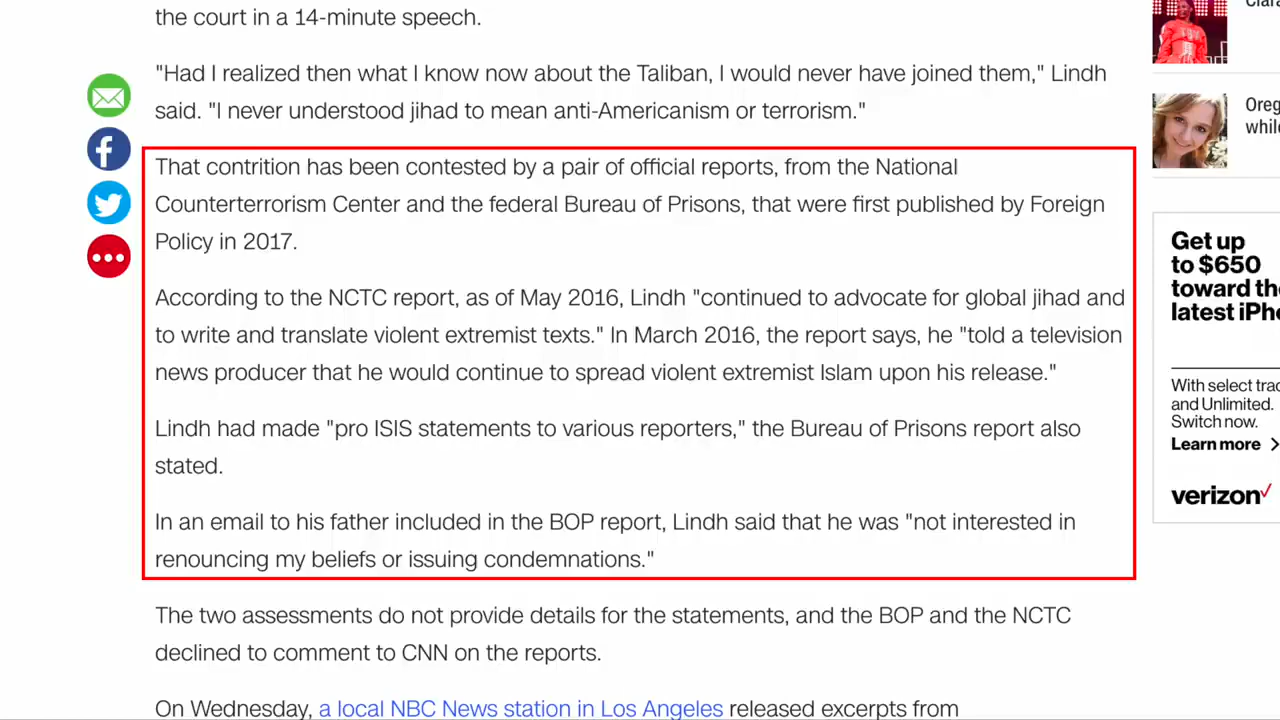 the court in a 14-minute speech.
"Had I realized then what I know now about the Taliban, I would never have joined them," Lindh
said. "I never understood jihad to mean anti-Americanism or terrorism."
That contrition has been contested by a pair of official reports, from the National
Counterterrorism Center and the federal Bureau of Prisons, that were first published by Foreign
Policy in 2017.
According to the NCTC report, as of May 2016, Lindh "continued to advocate for global jihad and
to write and translate violent extremist texts." In March 2016, the report says, he "told a television
news producer that he would continue to spread violent extremist Islam upon his release."
Lindh had made "pro ISIS statements to various reporters," the Bureau of Prisons report also
stated.
In an email to his father included in the BOP report, Lindh said that he was "not interested in
renouncing my beliefs or issuing condemnations."
The two assessments do not provide details for the statements, and the BOP and the NCTC
declined to comment to CNN on the reports.
On Wednesday, a local NBC News station in Los Angeles released excerpts from
Oreg
while
Get up
to $650
toward the
latest iPho
With select trad
and Unlimited.
Switch now.
Learn more
verizon